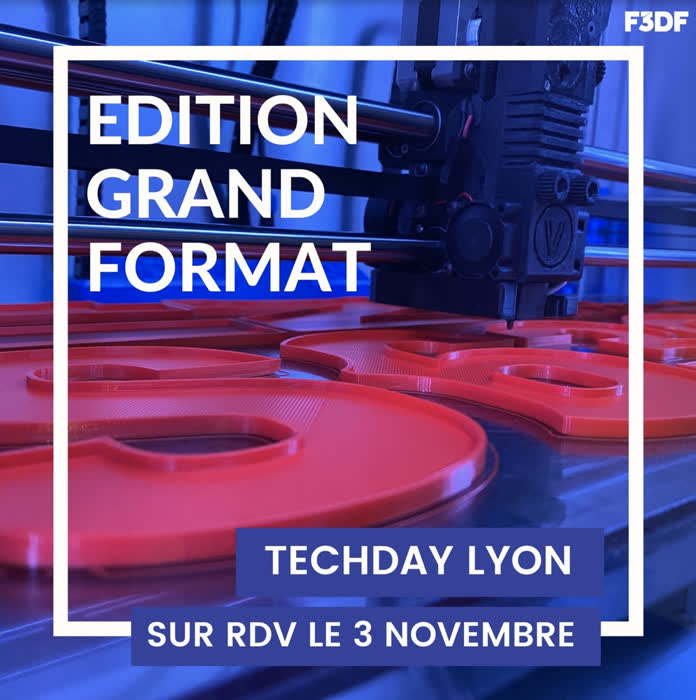 F3DF
EDITION
GRAND
FORMAT
TECHDAY LYON
SUR RDV LE 3 NOVEMBRE